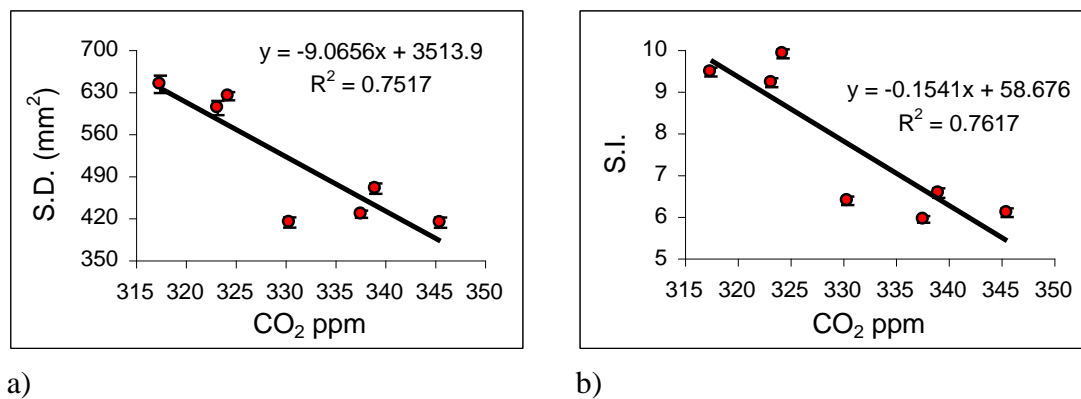 y = -9.0656x + 3513.9
R² = 0.7517
S.D. (mm²)
700
630
560
490
420
350
315 320 325 330 335 340 345 350
CO₂ ppm
a)
y = -0.1541x + 58.676
R² = 0.7617
S.I.
10
9
8
7
6
5
315 320 325 330 335 340 345 350
CO₂ ppm
b)